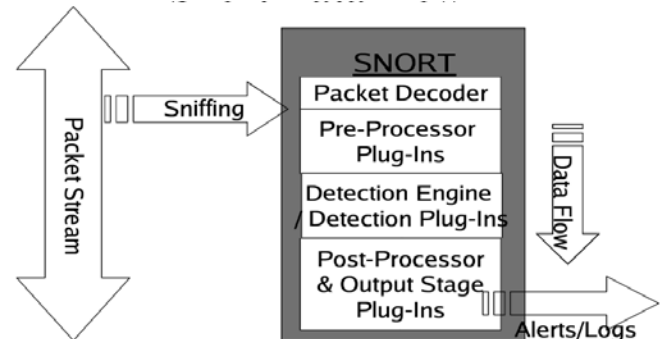 Packet Stream
Sniffing
SNORT
Packet Decoder
Pre-Processor
Plug-Ins
Detection Engine
/ Detection Plug-Ins
Post-Processor
& Output Stage
Plug-Ins
Data Flow
Alerts/Logs